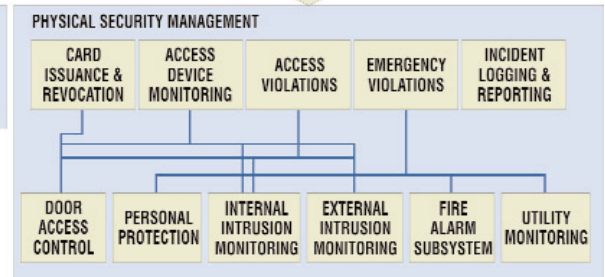 PHYSICAL SECURITY MANAGEMENT
CARD
ISSUANCE &
REVOCATION
ACCESS
DEVICE
MONITORING
ACCESS
VIOLATIONS
EMERGENCY
VIOLATIONS
INCIDENT
LOGGING &
REPORTING
DOOR
ACCESS
CONTROL
PERSONAL
PROTECTION
INTERNAL
INTRUSION
MONITORING
EXTERNAL
INTRUSION
MONITORING
FIRE
ALARM
SUBSYSTEM
UTILITY
MONITORING